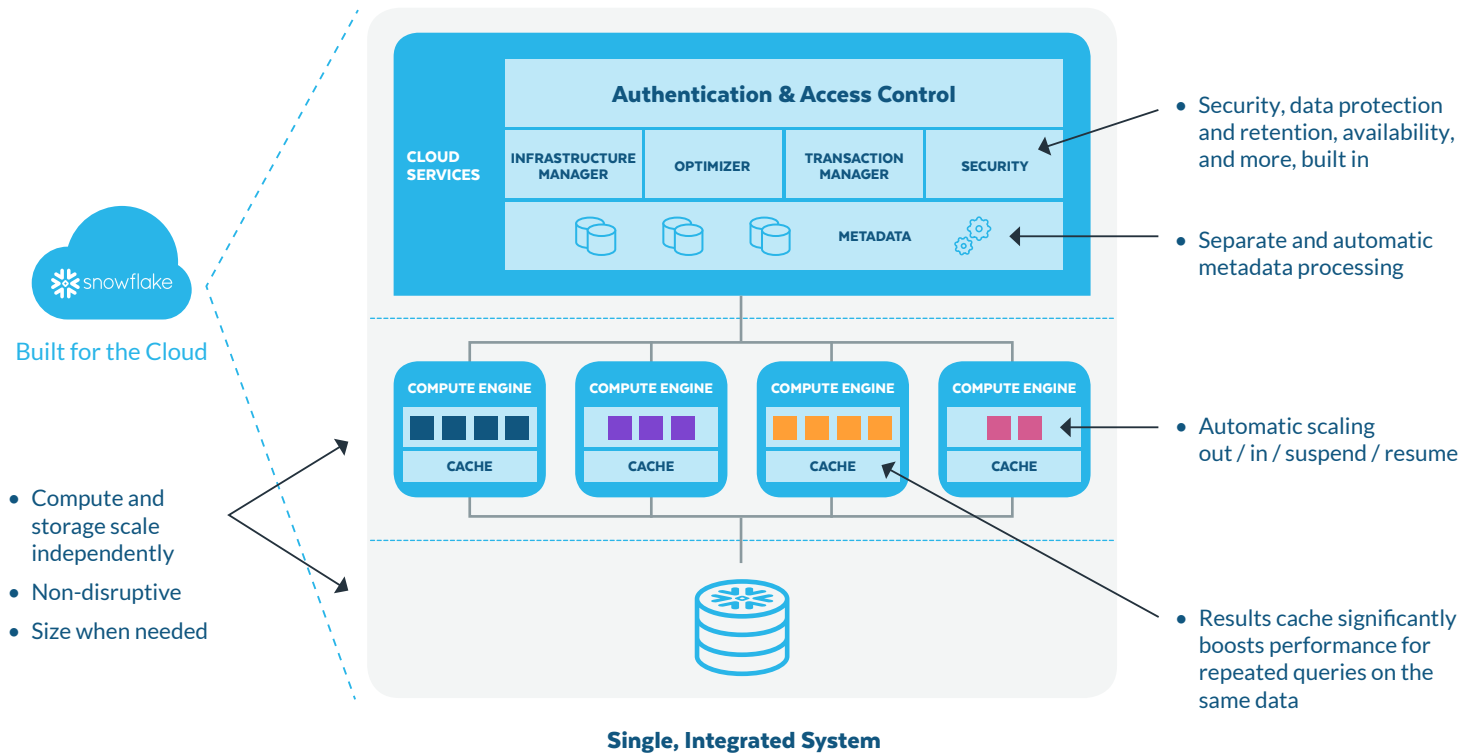 Authentication & Access Control
CLOUD
SERVICES
INFRASTRUCTURE
MANAGER
OPTIMIZER
TRANSACTION
MANAGER
SECURITY
METADATA
• Security, data protection
and retention, availability,
and more, built in
• Separate and automatic
metadata processing
snowflake
Built for the Cloud
COMPUTE ENGINE
CACHE
COMPUTE ENGINE
CACHE
COMPUTE ENGINE
CACHE
COMPUTE ENGINE
CACHE
• Automatic scaling
out / in / suspend / resume
• Compute and
storage scale
independently
• Non-disruptive
• Size when needed
• Results cache significantly
boosts performance for
repeated queries on the
same data
Single, Integrated System